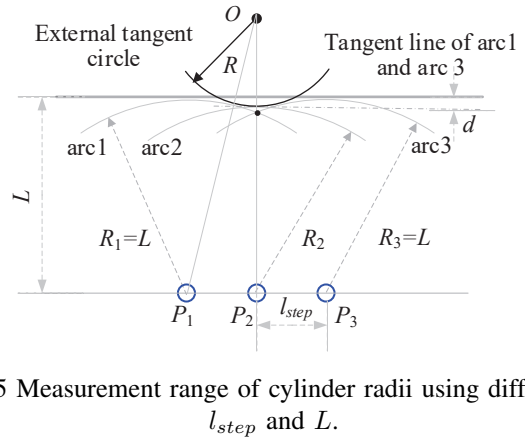 O
External tangent
circle
R
Tangent line of arc1
and arc 3
d
arc1
arc2
arc3
L
R1=L
R2
R3=L
P1
P2
lstep
P3
5 Measurement range of cylinder radii using diff
lstep and L.